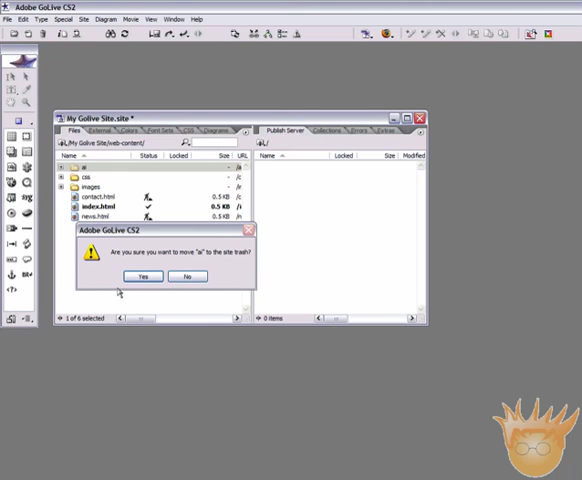 Adobe GoLive CS2
File Edit Type Special Site Diagram Movie View Window Help
My Golive Site.site *
Files External Colors Font Sets CSS Diagrams
Publish Server Collections Errors Extras
/My Golive Site/web-content/
/
Name Status Locked Size URL
Name Locked Size Modified
ai - /a
css - /c
images - /i
contact.html 0.5 KB /c
index.html 0.5 KB /i
news.html 0.5 KB /n
Adobe GoLive CS2
Are you sure you want to move "ai" to the site trash?
Yes No
1 of 6 selected
0 items